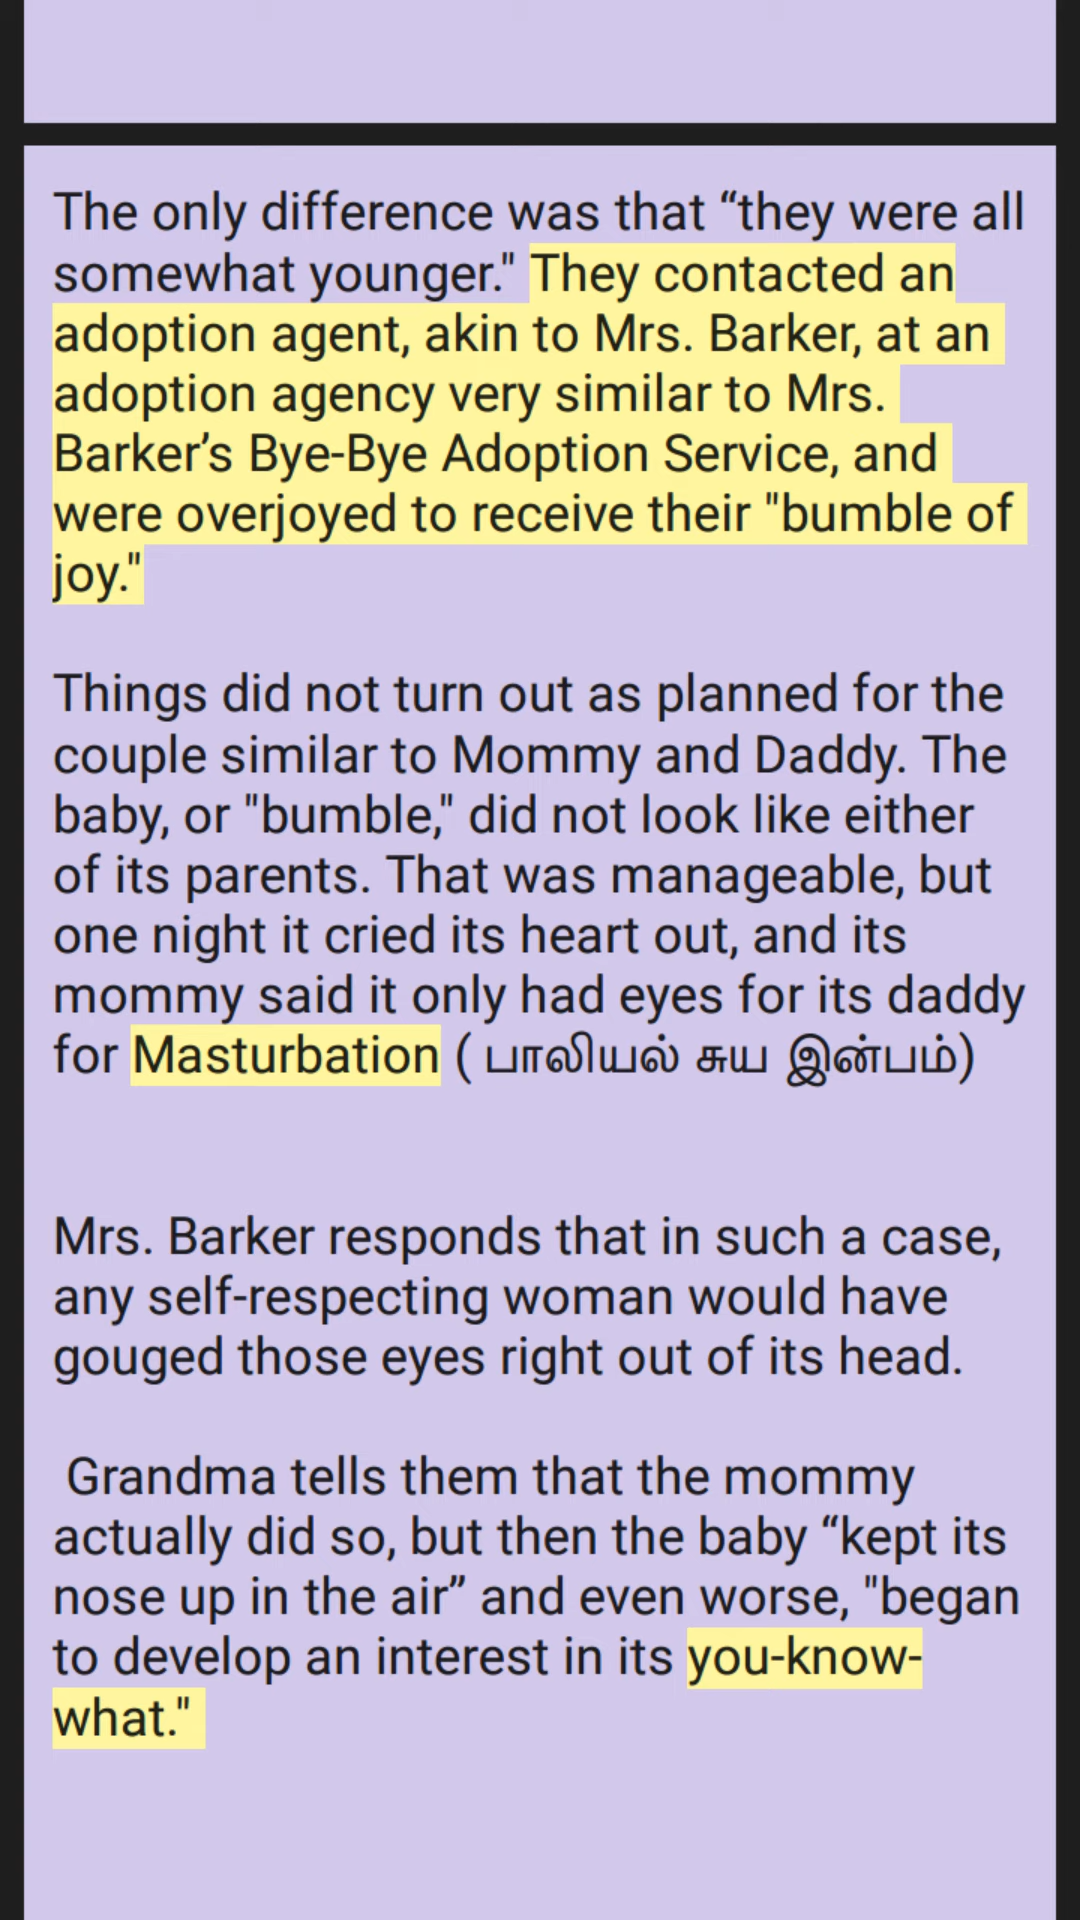 The only difference was that “they were all
somewhat younger." They contacted an
adoption agent, akin to Mrs. Barker, at an
adoption agency very similar to Mrs.
Barker’s Bye-Bye Adoption Service, and
were overjoyed to receive their "bumble of
joy."
Things did not turn out as planned for the
couple similar to Mommy and Daddy. The
baby, or "bumble," did not look like either
of its parents. That was manageable, but
one night it cried its heart out, and its
mommy said it only had eyes for its daddy
for Masturbation ( பாலியல் சுய இன்பம்)
Mrs. Barker responds that in such a case,
any self-respecting woman would have
gouged those eyes right out of its head.
Grandma tells them that the mommy
actually did so, but then the baby “kept its
nose up in the air” and even worse, "began
to develop an interest in its you-know-
what."